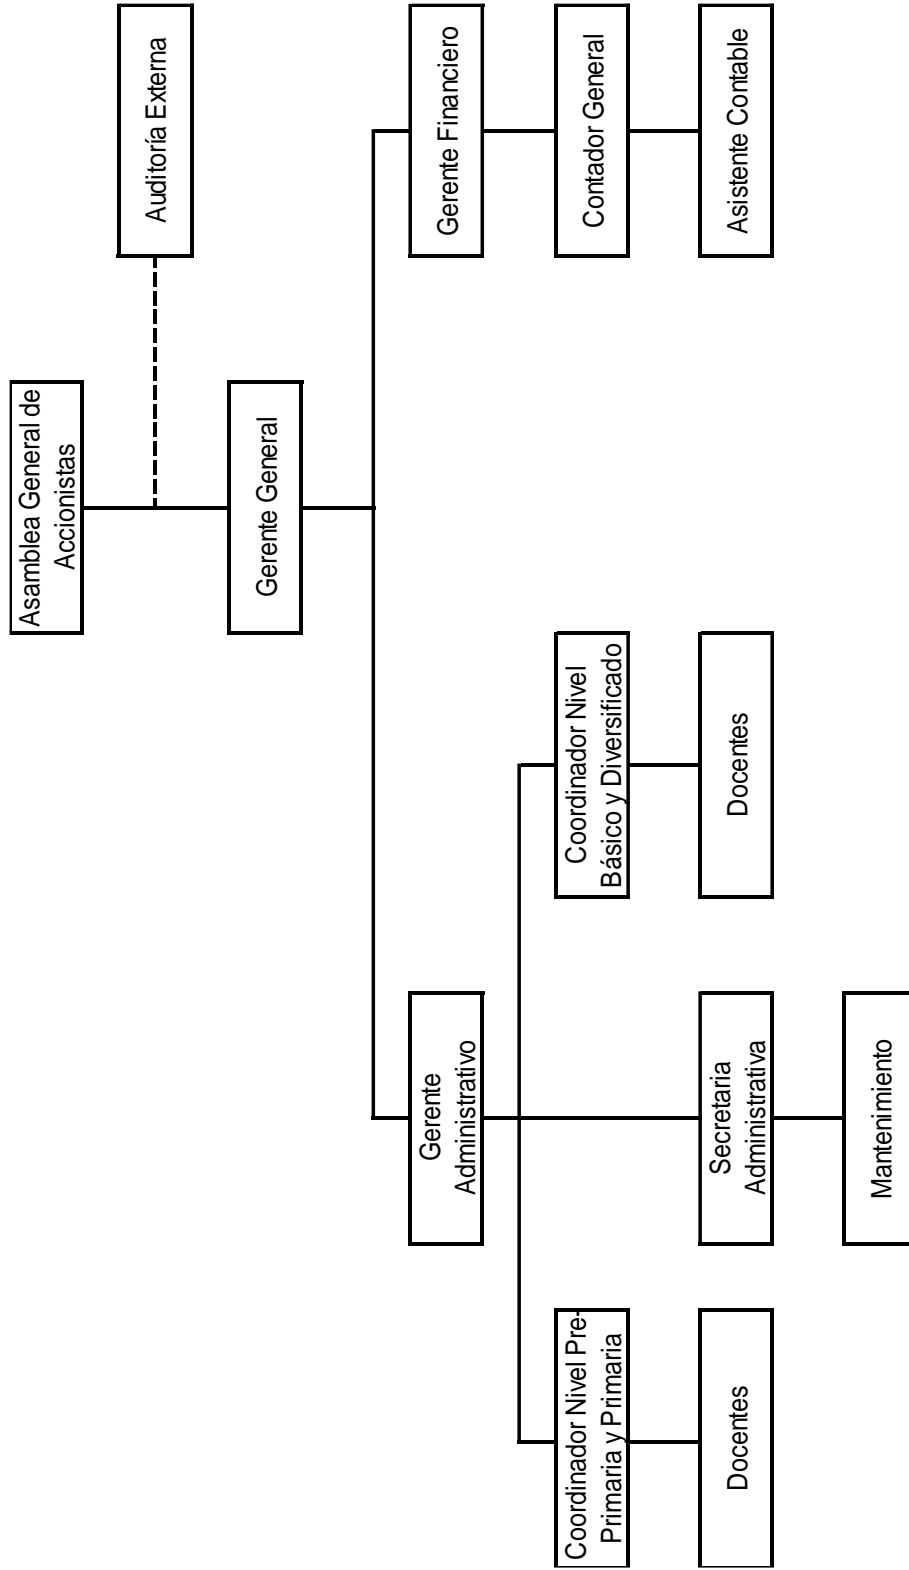 Asamblea General de
Accionistas
Auditoría Externa
Gerente General
Gerente
Administrativo
Gerente Financiero
Coordinador Nivel Pre-
Primaria y Primaria
Coordinador Nivel
Básico y Diversificado
Contador General
Docentes
Secretaria
Administrativa
Docentes
Asistente Contable
Mantenimiento